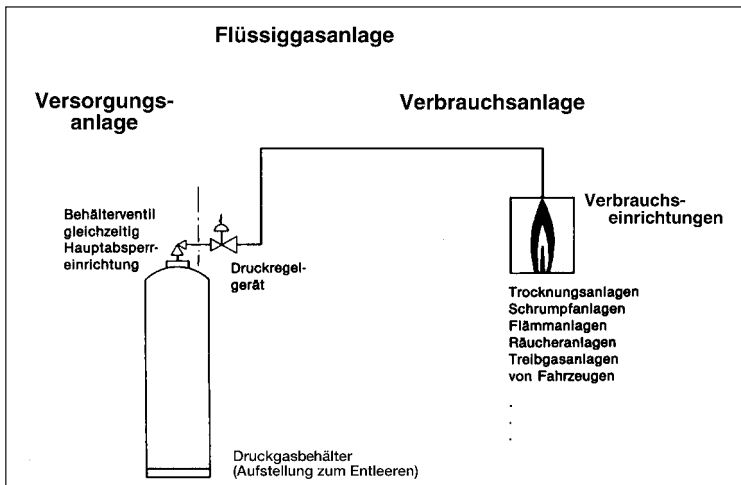 Flüssiggasanlage
Versorgungs-
anlage
Verbrauchsanlage
Behälterventil
gleichzeitig
Hauptabsperr-
einrichtung
Druckregel-
gerät
Verbrauchs-
einrichtungen
Trocknungsanlagen
Schrumpfanlagen
Flämmanlagen
Räucheranlagen
Treibgasanlagen
von Fahrzeugen
.
.
.
Druckgasbehälter
(Aufstellung zum Entleeren)